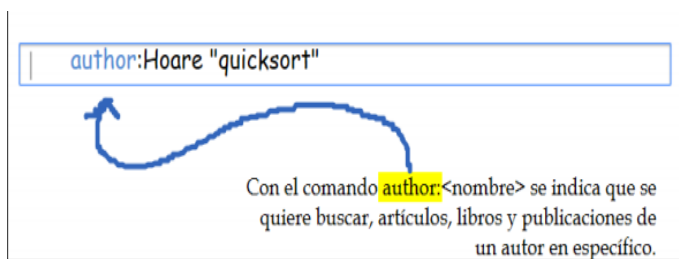 author:Hoare "quicksort"
Con el comando author:<nombre> se indica que se
quiere buscar, artículos, libros y publicaciones de
un autor en específico.